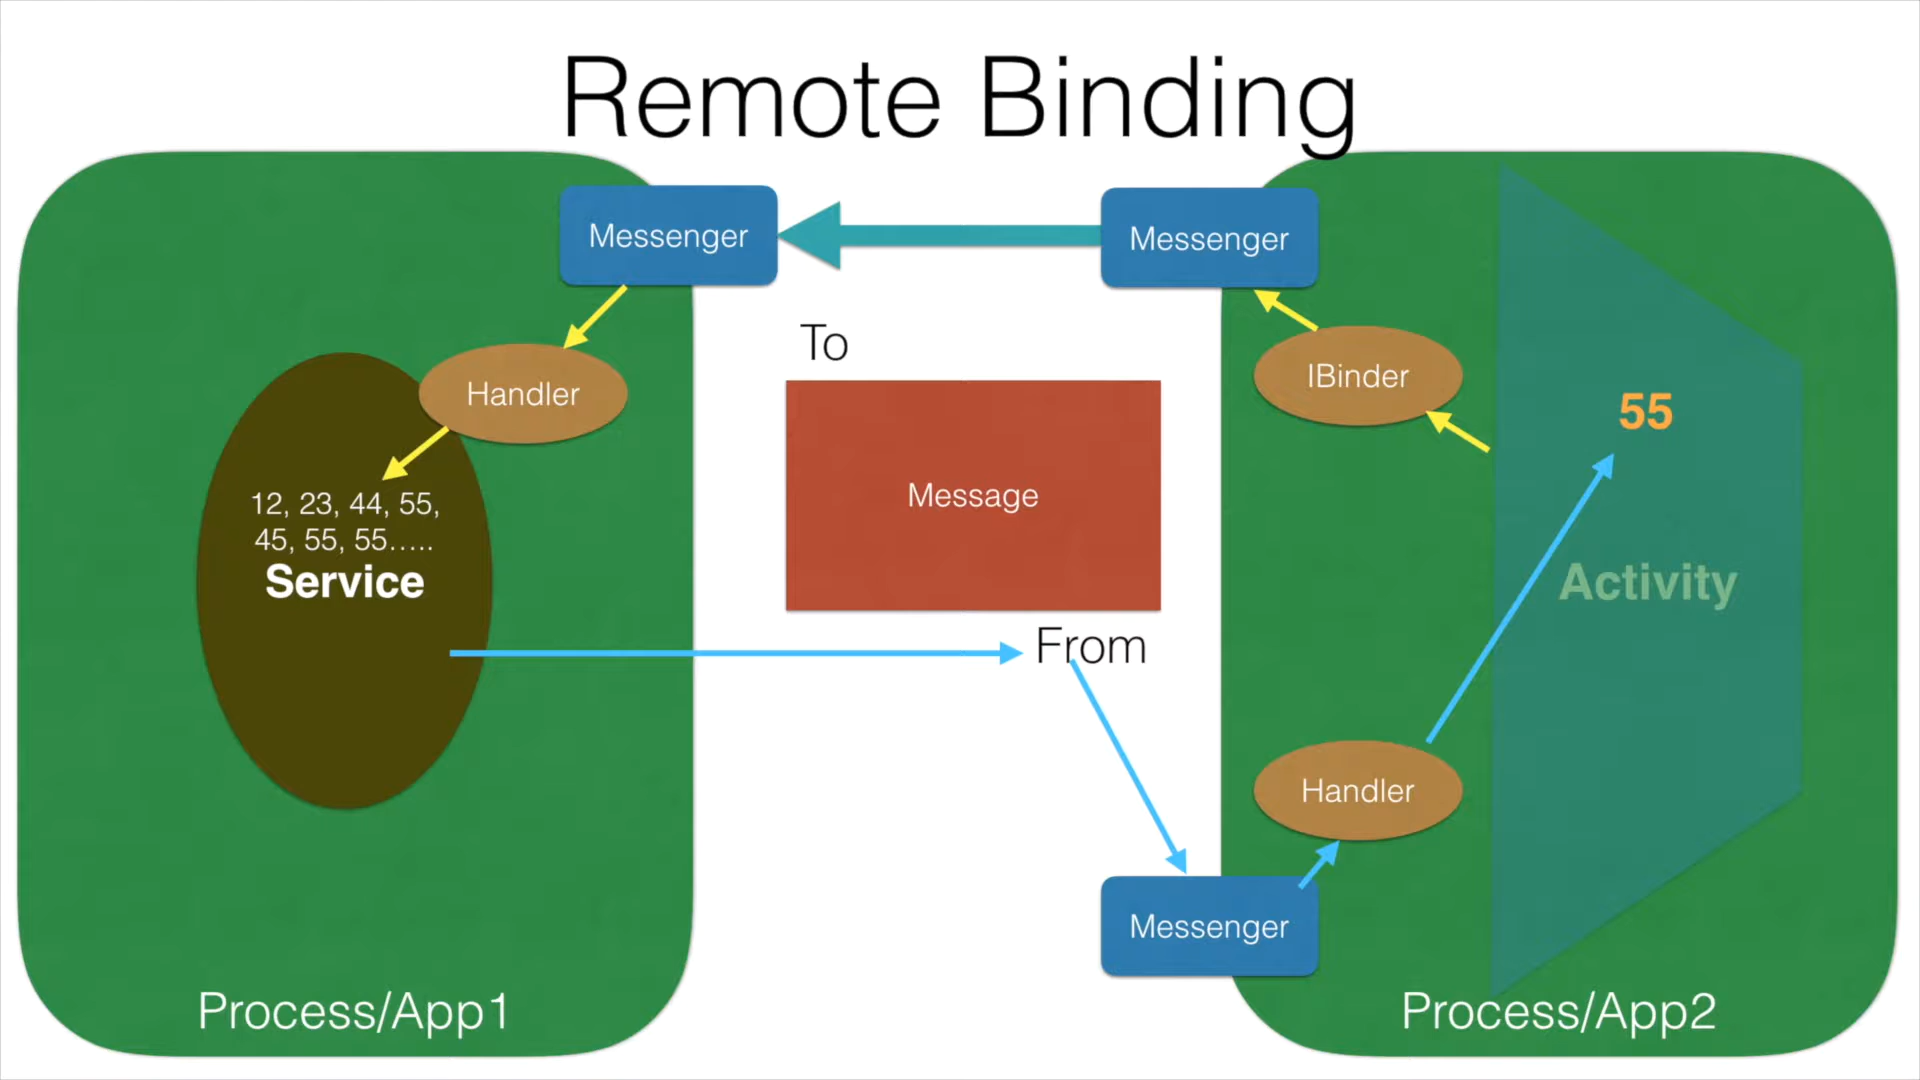 Remote Binding
Messenger
Messenger
To
Handler
IBinder
55
Message
12, 23, 44, 55,
45, 55, 55.....
Service
Activity
From
Handler
Messenger
Process/App1
Process/App2